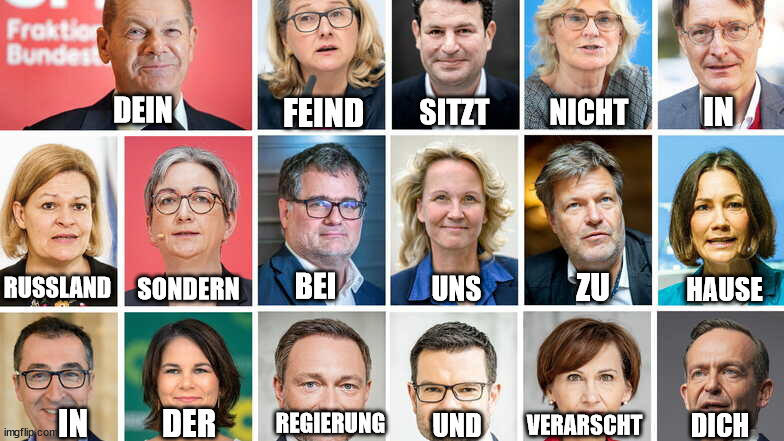 Fraktion
Bundest
DEIN FEIND SITZT NICHT IN
RUSSLAND SONDERN BEI UNS ZU HAUSE
IN DER REGIERUNG UND VERARSCHT DICH
imgflip.com